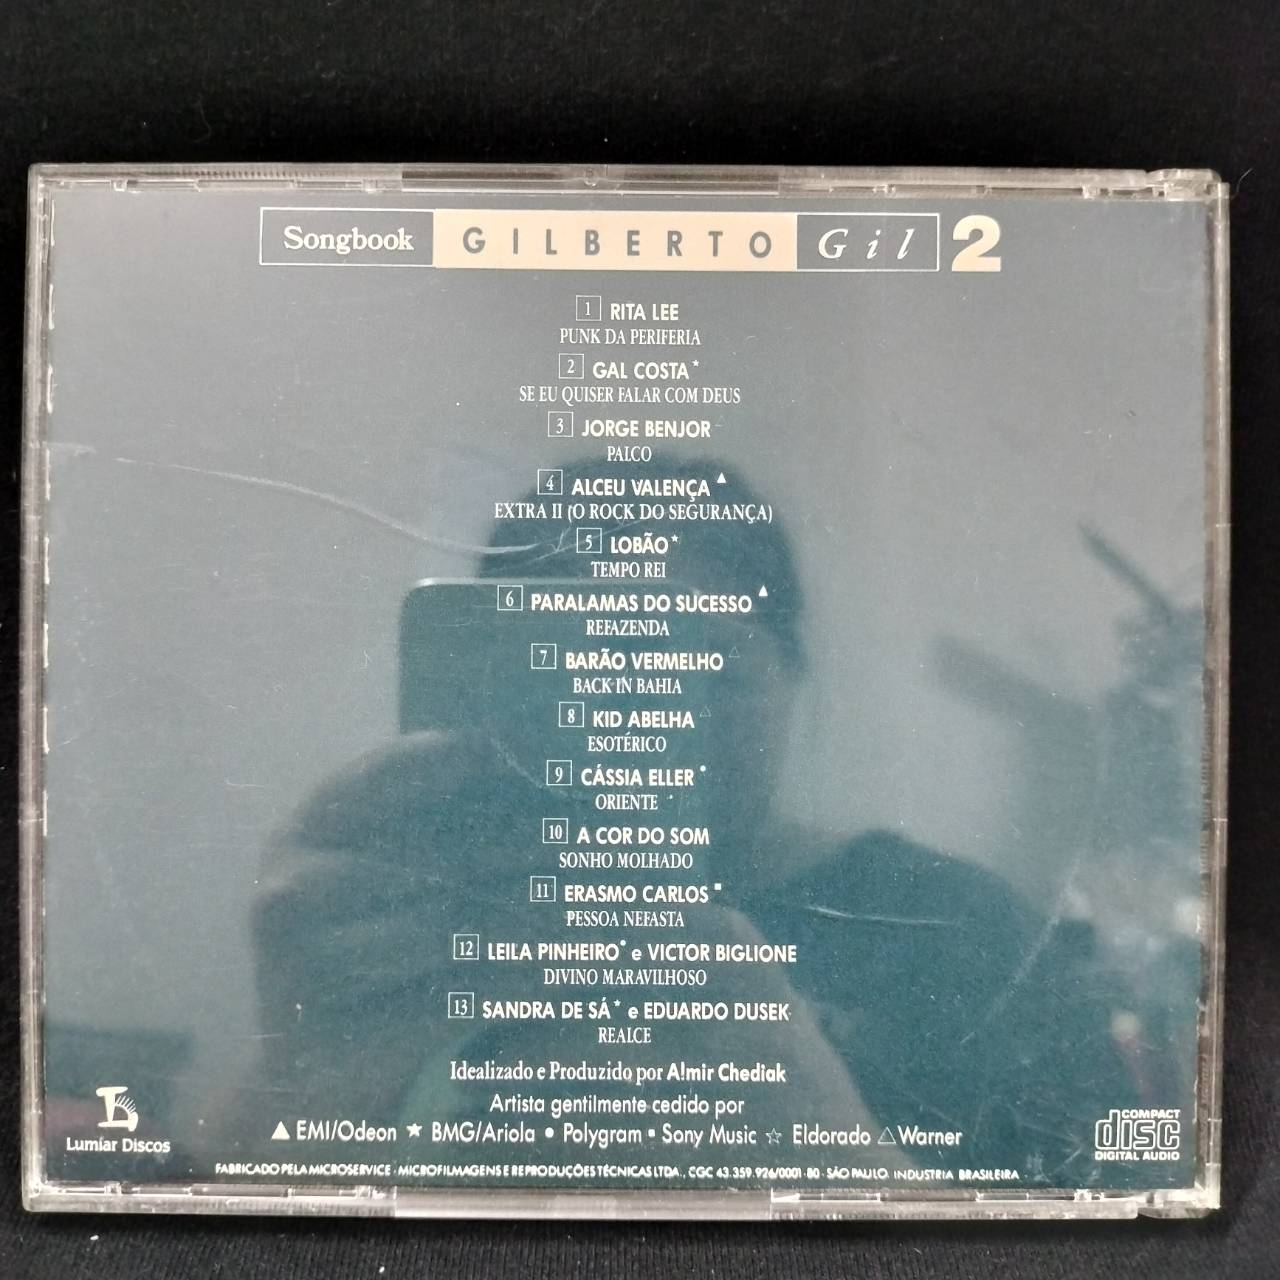 Songbook GILBERTO Gil 2
1 RITA LEE
PUNK DA PERIFERIA
2 GAL COSTA★
SE EU QUISER FALAR COM DEUS
3 JORGE BENJOR△
PALCO
4 ALCEU VALENÇA▲
EXTRA II (O ROCK DO SEGURANÇA)
5 LOBÃO★
TEMPO REI
6 PARALAMAS DO SUCESSO▲
REFAZENDA
7 BARÃO VERMELHO△
BACK IN BAHIA
8 KID ABELHA△
ESOTÉRICO
9 CÁSSIA ELLER●
ORIENTE
10 A COR DO SOM
SONHO MOLHADO
11 ERASMO CARLOS■
PESSOA NEFASTA
12 LEILA PINHEIRO● e VICTOR BIGLIONE
DIVINO MARAVILHOSO
13 SANDRA DE SÁ★ e EDUARDO DUSEK
REALCE
Idealizado e Produzido por Almir Chediak
Artista gentilmente cedido por
▲ EMI/Odeon ★ BMG/Ariola ● Polygram ■ Sony Music ☆ Eldorado △ Warner
Lumiar Discos
COMPACT
disc
DIGITAL AUDIO
FABRICADO PELA MICROSERVICE - MICROFILMAGENS E REPRODUÇÕES TÉCNICAS LTDA., CGC 43.359.926/0001-80 - SÃO PAULO. INDUSTRIA BRASILEIRA